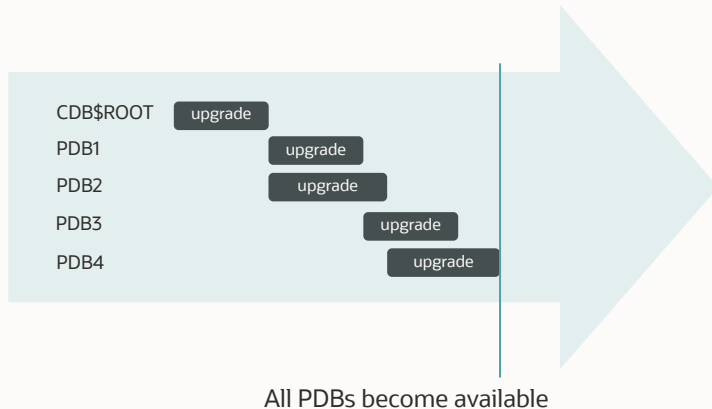 CDB$ROOT upgrade
PDB1 upgrade
PDB2 upgrade
PDB3 upgrade
PDB4 upgrade
All PDBs become available